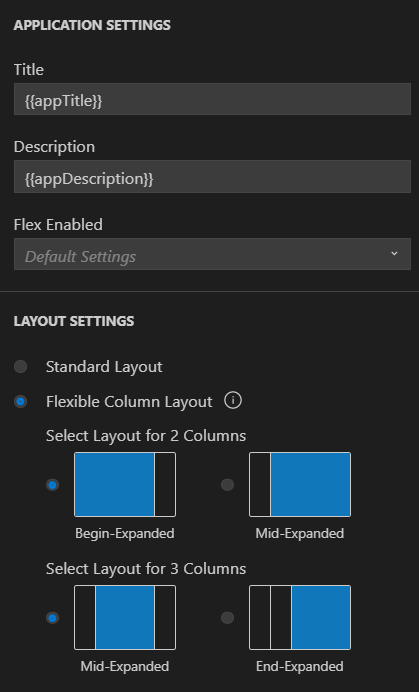 APPLICATION SETTINGS
Title
{{appTitle}}
Description
{{appDescription}}
Flex Enabled
Default Settings
LAYOUT SETTINGS
Standard Layout
Flexible Column Layout
Select Layout for 2 Columns
Begin-Expanded Mid-Expanded
Select Layout for 3 Columns
Mid-Expanded End-Expanded